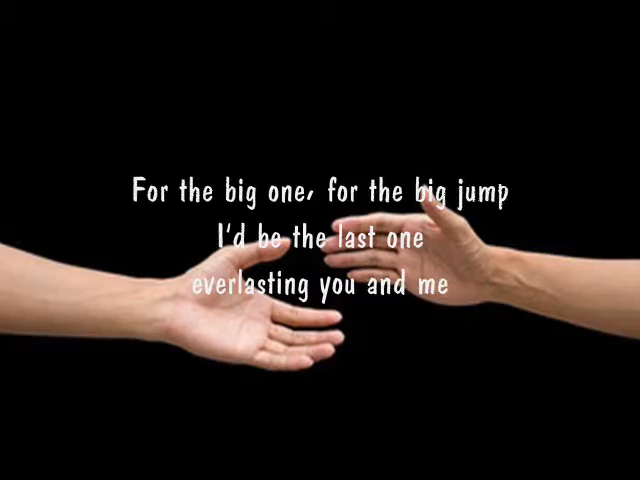 For the big one, for the big jump
I'd be the last one
everlasting you and me